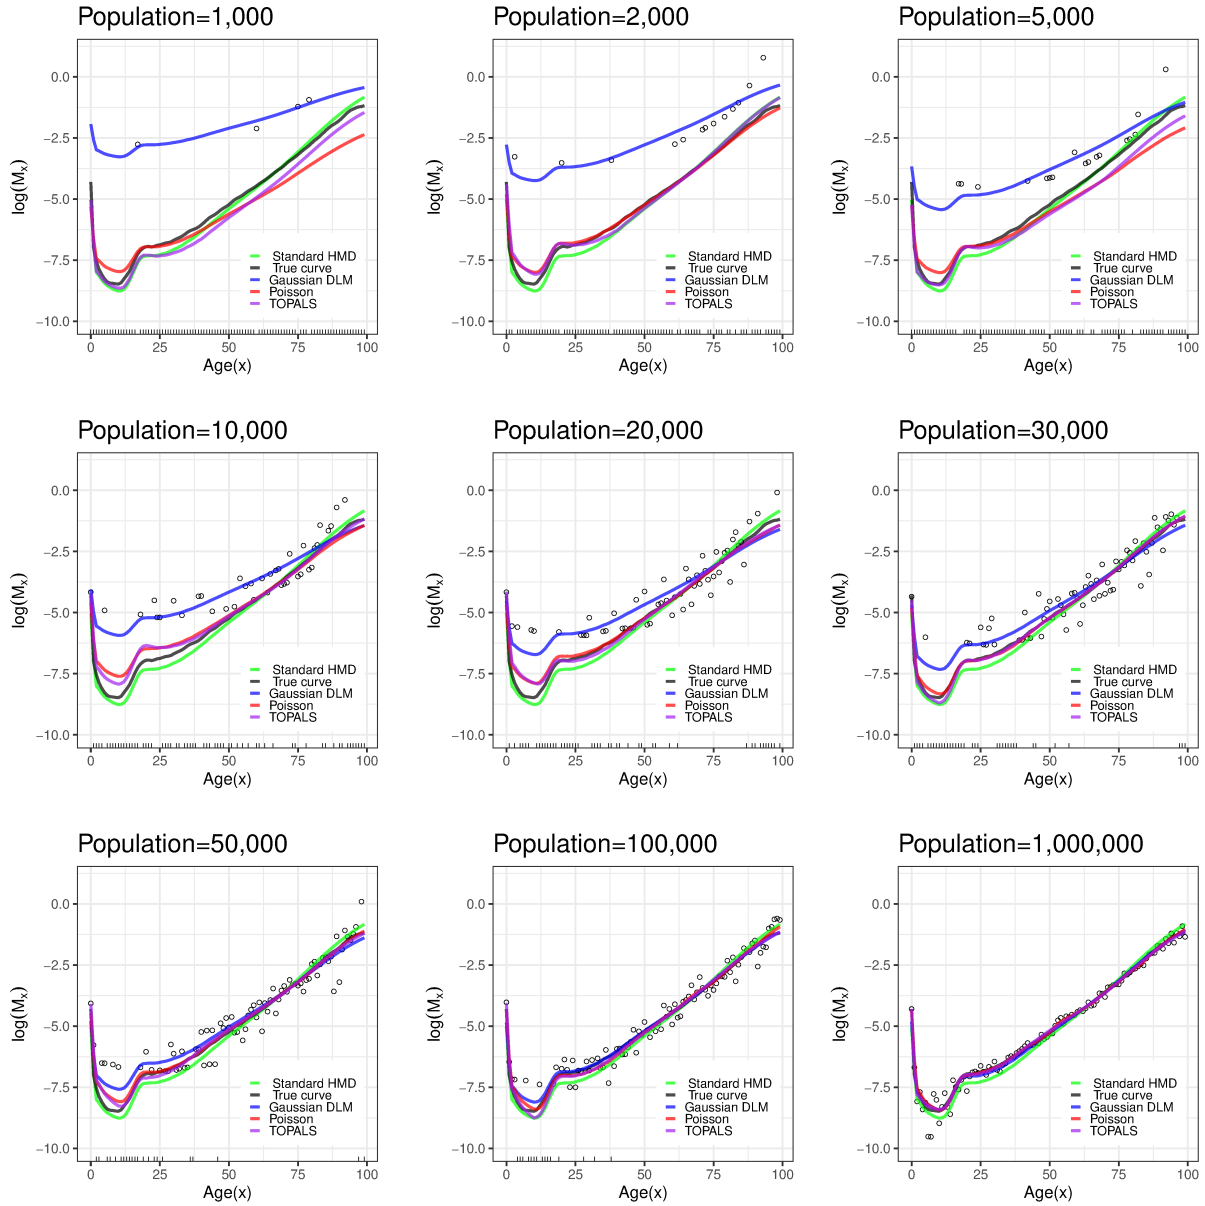 Population=1,000
Population=2,000
Population=5,000
0.0
−2.5
−5.0
−7.5
−10.0
log(Mx)
0 25 50 75 100
Age(x)
Standard HMD
True curve
Gaussian DLM
Poisson
TOPALS
0.0
−2.5
−5.0
−7.5
−10.0
log(Mx)
0 25 50 75 100
Age(x)
Standard HMD
True curve
Gaussian DLM
Poisson
TOPALS
0.0
−2.5
−5.0
−7.5
−10.0
log(Mx)
0 25 50 75 100
Age(x)
Standard HMD
True curve
Gaussian DLM
Poisson
TOPALS
Population=10,000
Population=20,000
Population=30,000
0.0
−2.5
−5.0
−7.5
−10.0
log(Mx)
0 25 50 75 100
Age(x)
Standard HMD
True curve
Gaussian DLM
Poisson
TOPALS
0.0
−2.5
−5.0
−7.5
−10.0
log(Mx)
0 25 50 75 100
Age(x)
Standard HMD
True curve
Gaussian DLM
Poisson
TOPALS
0.0
−2.5
−5.0
−7.5
−10.0
log(Mx)
0 25 50 75 100
Age(x)
Standard HMD
True curve
Gaussian DLM
Poisson
TOPALS
Population=50,000
Population=100,000
Population=1,000,000
0.0
−2.5
−5.0
−7.5
−10.0
log(Mx)
0 25 50 75 100
Age(x)
Standard HMD
True curve
Gaussian DLM
Poisson
TOPALS
0.0
−2.5
−5.0
−7.5
−10.0
log(Mx)
0 25 50 75 100
Age(x)
Standard HMD
True curve
Gaussian DLM
Poisson
TOPALS
0.0
−2.5
−5.0
−7.5
−10.0
log(Mx)
0 25 50 75 100
Age(x)
Standard HMD
True curve
Gaussian DLM
Poisson
TOPALS